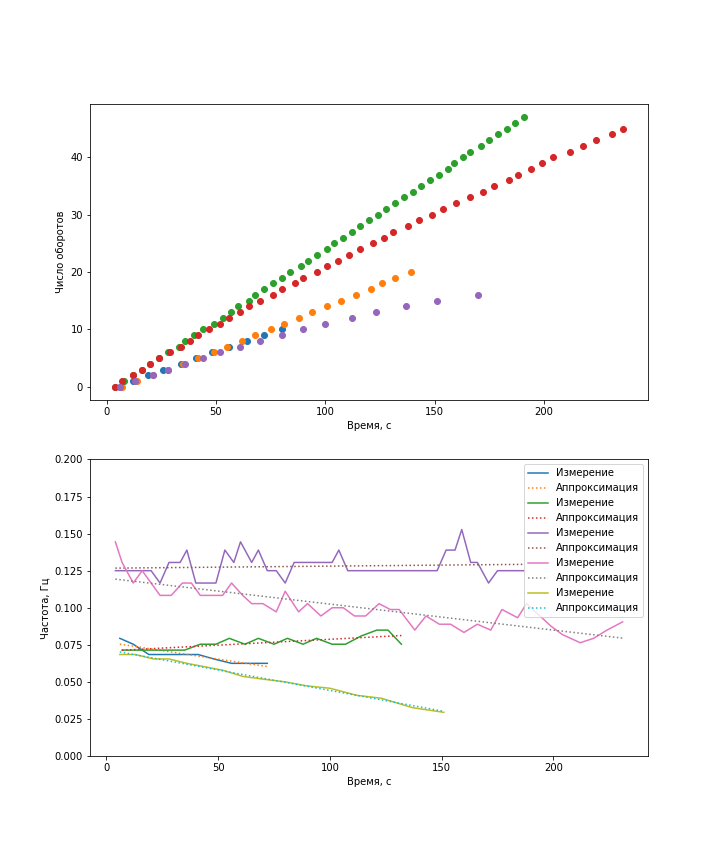 40
30
20
10
0
Число оборотов
0
50
100
150
200
Время, с
0.200
0.175
0.150
0.125
0.100
0.075
0.050
0.025
0.000
Частота, Гц
Измерение
Аппроксимация
Измерение
Аппроксимация
Измерение
Аппроксимация
Измерение
Аппроксимация
Измерение
Аппроксимация
0
50
100
150
200
Время, с